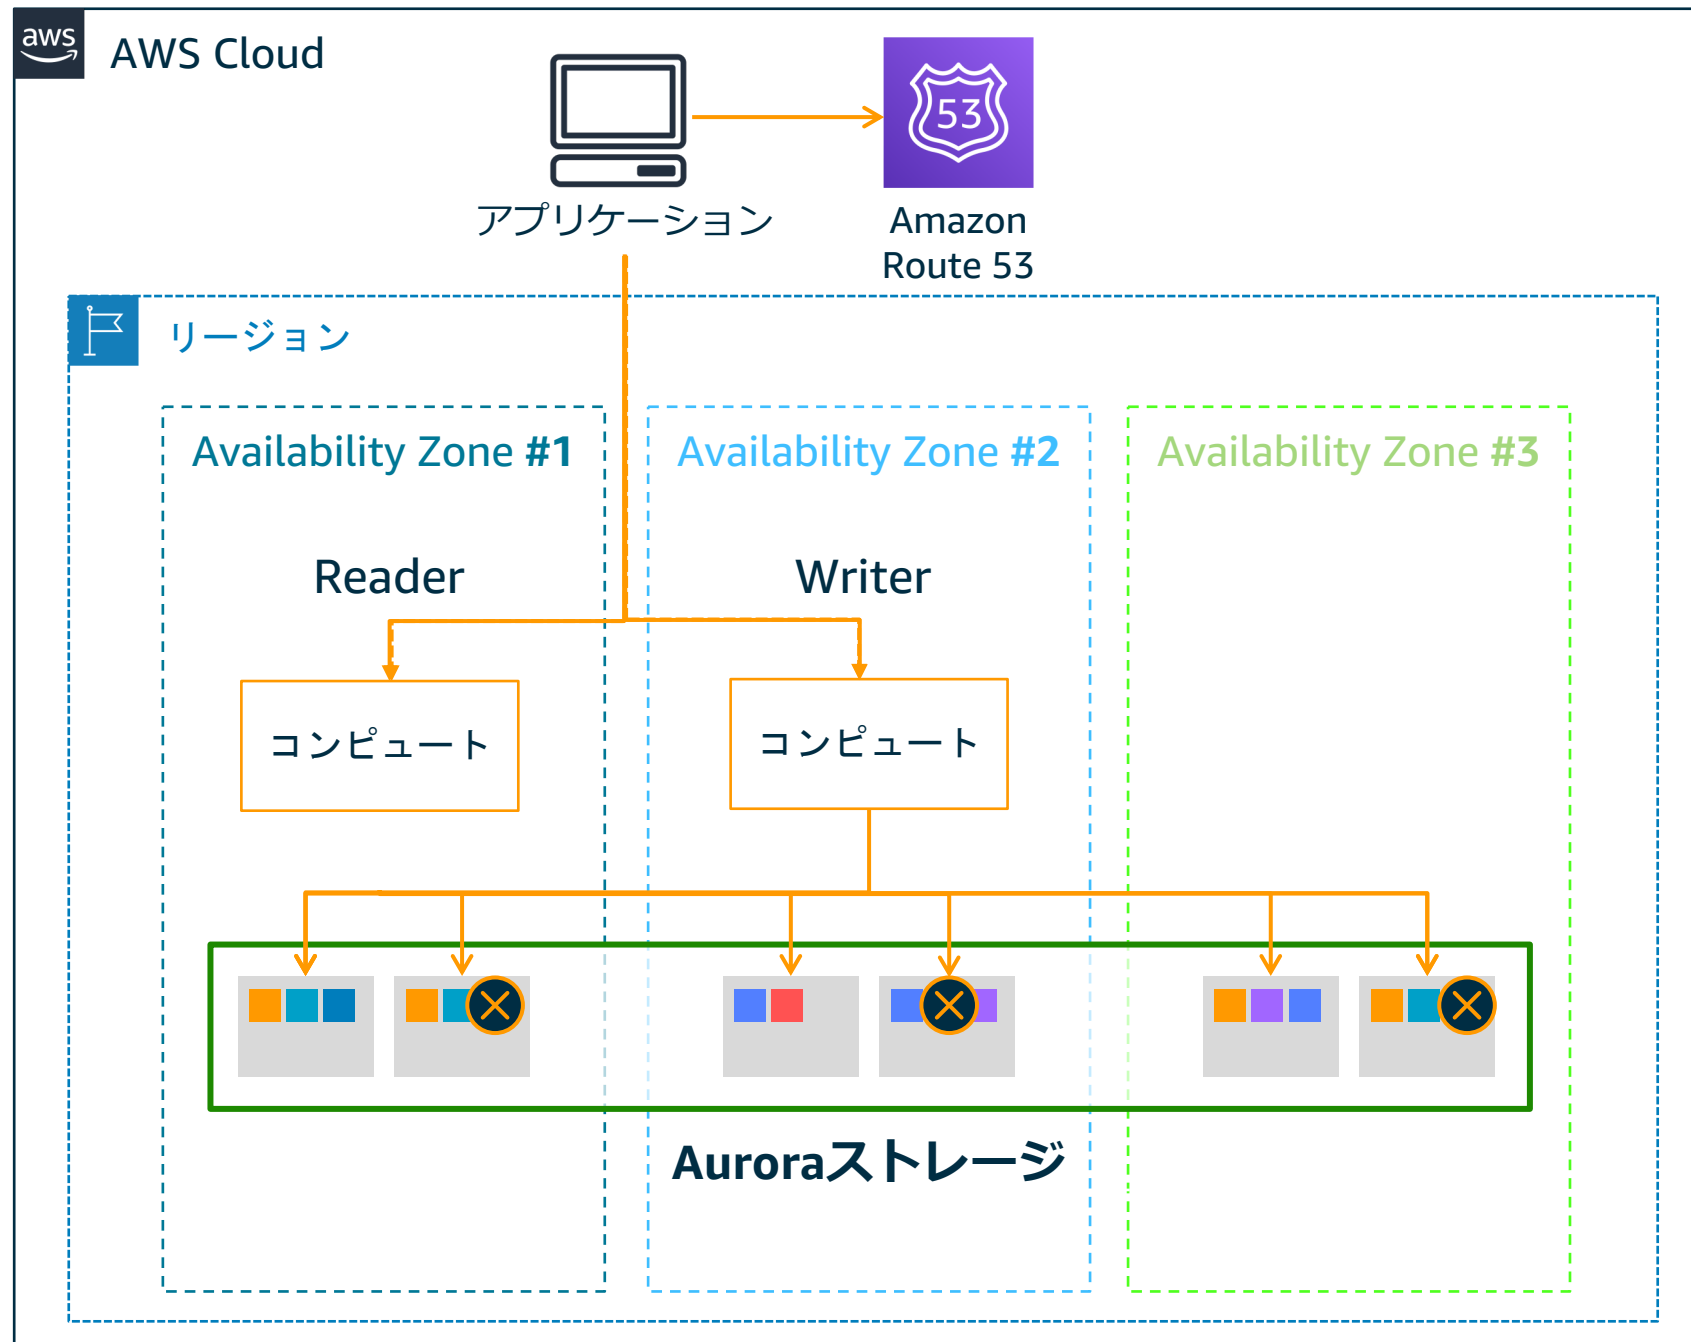 aws
AWS Cloud
53
アプリケーション
Amazon
Route 53
リージョン
Availability Zone #1
Availability Zone #2
Availability Zone #3
Reader
Writer
コンピュート
コンピュート
Auroraストレージ